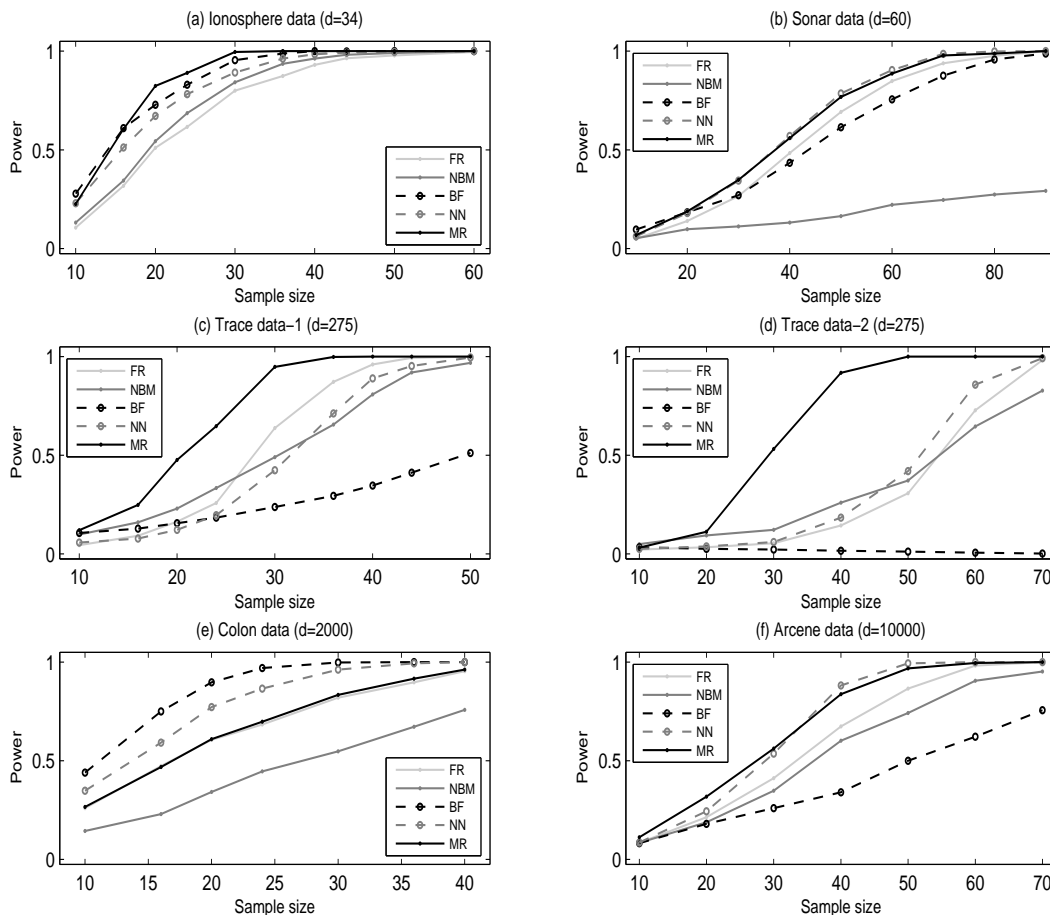 (a) Ionosphere data (d=34)
1
0.5
0
Power
10 20 30 40 50 60
Sample size
FR
NBM
BF
NN
MR
(b) Sonar data (d=60)
1
0.5
0
Power
20 40 60 80
Sample size
FR
NBM
BF
NN
MR
(c) Trace data−1 (d=275)
1
0.5
0
Power
10 20 30 40 50
Sample size
FR
NBM
BF
NN
MR
(d) Trace data−2 (d=275)
1
0.5
0
Power
10 20 30 40 50 60 70
Sample size
FR
NBM
BF
NN
MR
(e) Colon data (d=2000)
1
0.5
0
Power
10 15 20 25 30 35 40
Sample size
FR
NBM
BF
NN
MR
(f) Arcene data (d=10000)
1
0.5
0
Power
10 20 30 40 50 60 70
Sample size
FR
NBM
BF
NN
MR